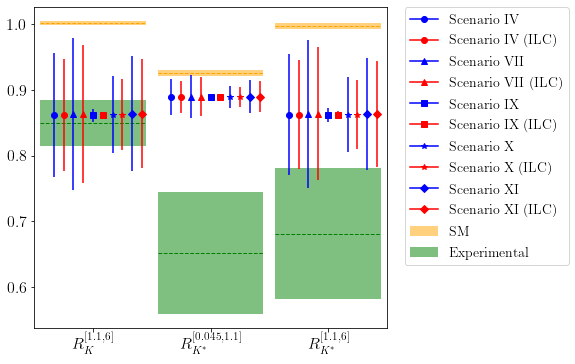 1.0
0.9
0.8
0.7
0.6
R_K^[1.1,6]
R_{K*}^[0.045,1.1]
R_{K*}^[1.1,6]
Scenario IV
Scenario IV (ILC)
Scenario VII
Scenario VII (ILC)
Scenario IX
Scenario IX (ILC)
Scenario X
Scenario X (ILC)
Scenario XI
Scenario XI (ILC)
SM
Experimental